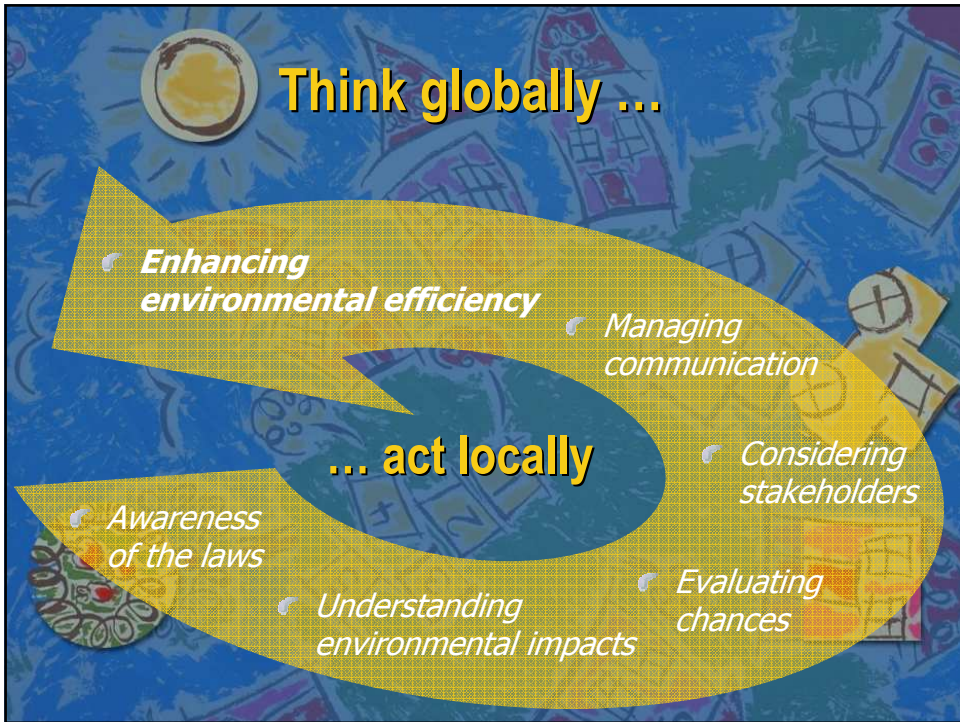 Think globally …
Enhancing
environmental efficiency
Managing
communication
… act locally
Considering
stakeholders
Awareness
of the laws
Evaluating
chances
Understanding
environmental impacts